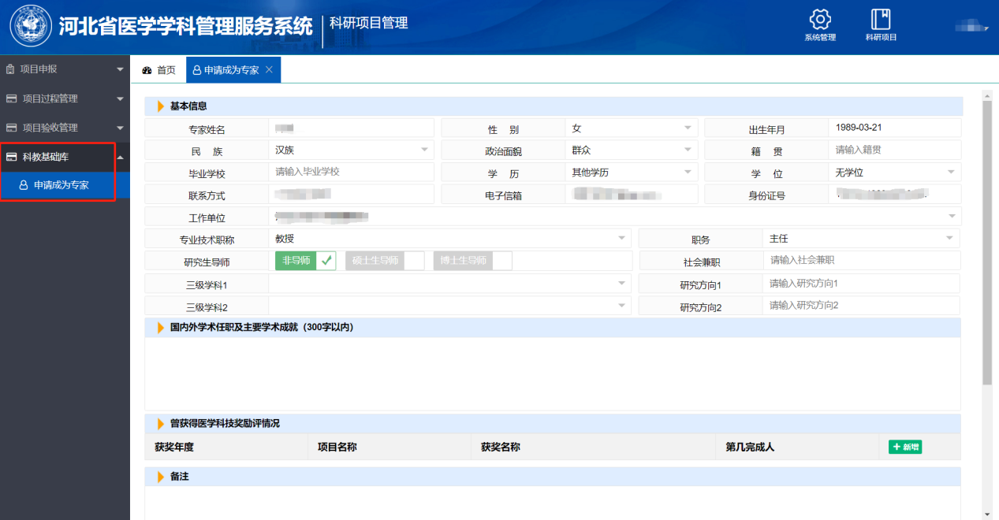 河北省医学学科管理服务系统 科研项目管理
系统管理 科研项目
项目申报
项目过程管理
项目验收管理
科教基础库
申请成为专家
首页 申请成为专家
基本信息
专家姓名 性 别 女 出生年月 1989-03-21
民 族 汉族 政治面貌 群众 籍 贯 请输入籍贯
毕业学校 请输入毕业学校 学 历 其他学历 学 位 无学位
联系方式 电子信箱 身份证号
工作单位
专业技术职称 教授 职务 主任
研究生导师 非导师 硕士生导师 博士生导师 社会兼职 请输入社会兼职
三级学科1 研究方向1 请输入研究方向1
三级学科2 研究方向2 请输入研究方向2
国内外学术任职及主要学术成就（300字以内）
曾获得医学科技奖励评情况
获奖年度 项目名称 获奖名称 第几完成人 新增
备注